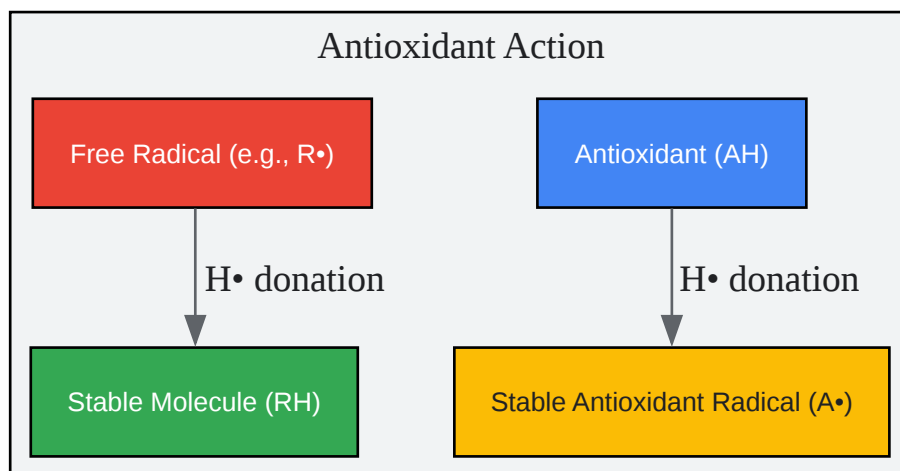 Antioxidant Action
Free Radical (e.g., R•)
Antioxidant (AH)
H• donation
H• donation
Stable Molecule (RH)
Stable Antioxidant Radical (A•)